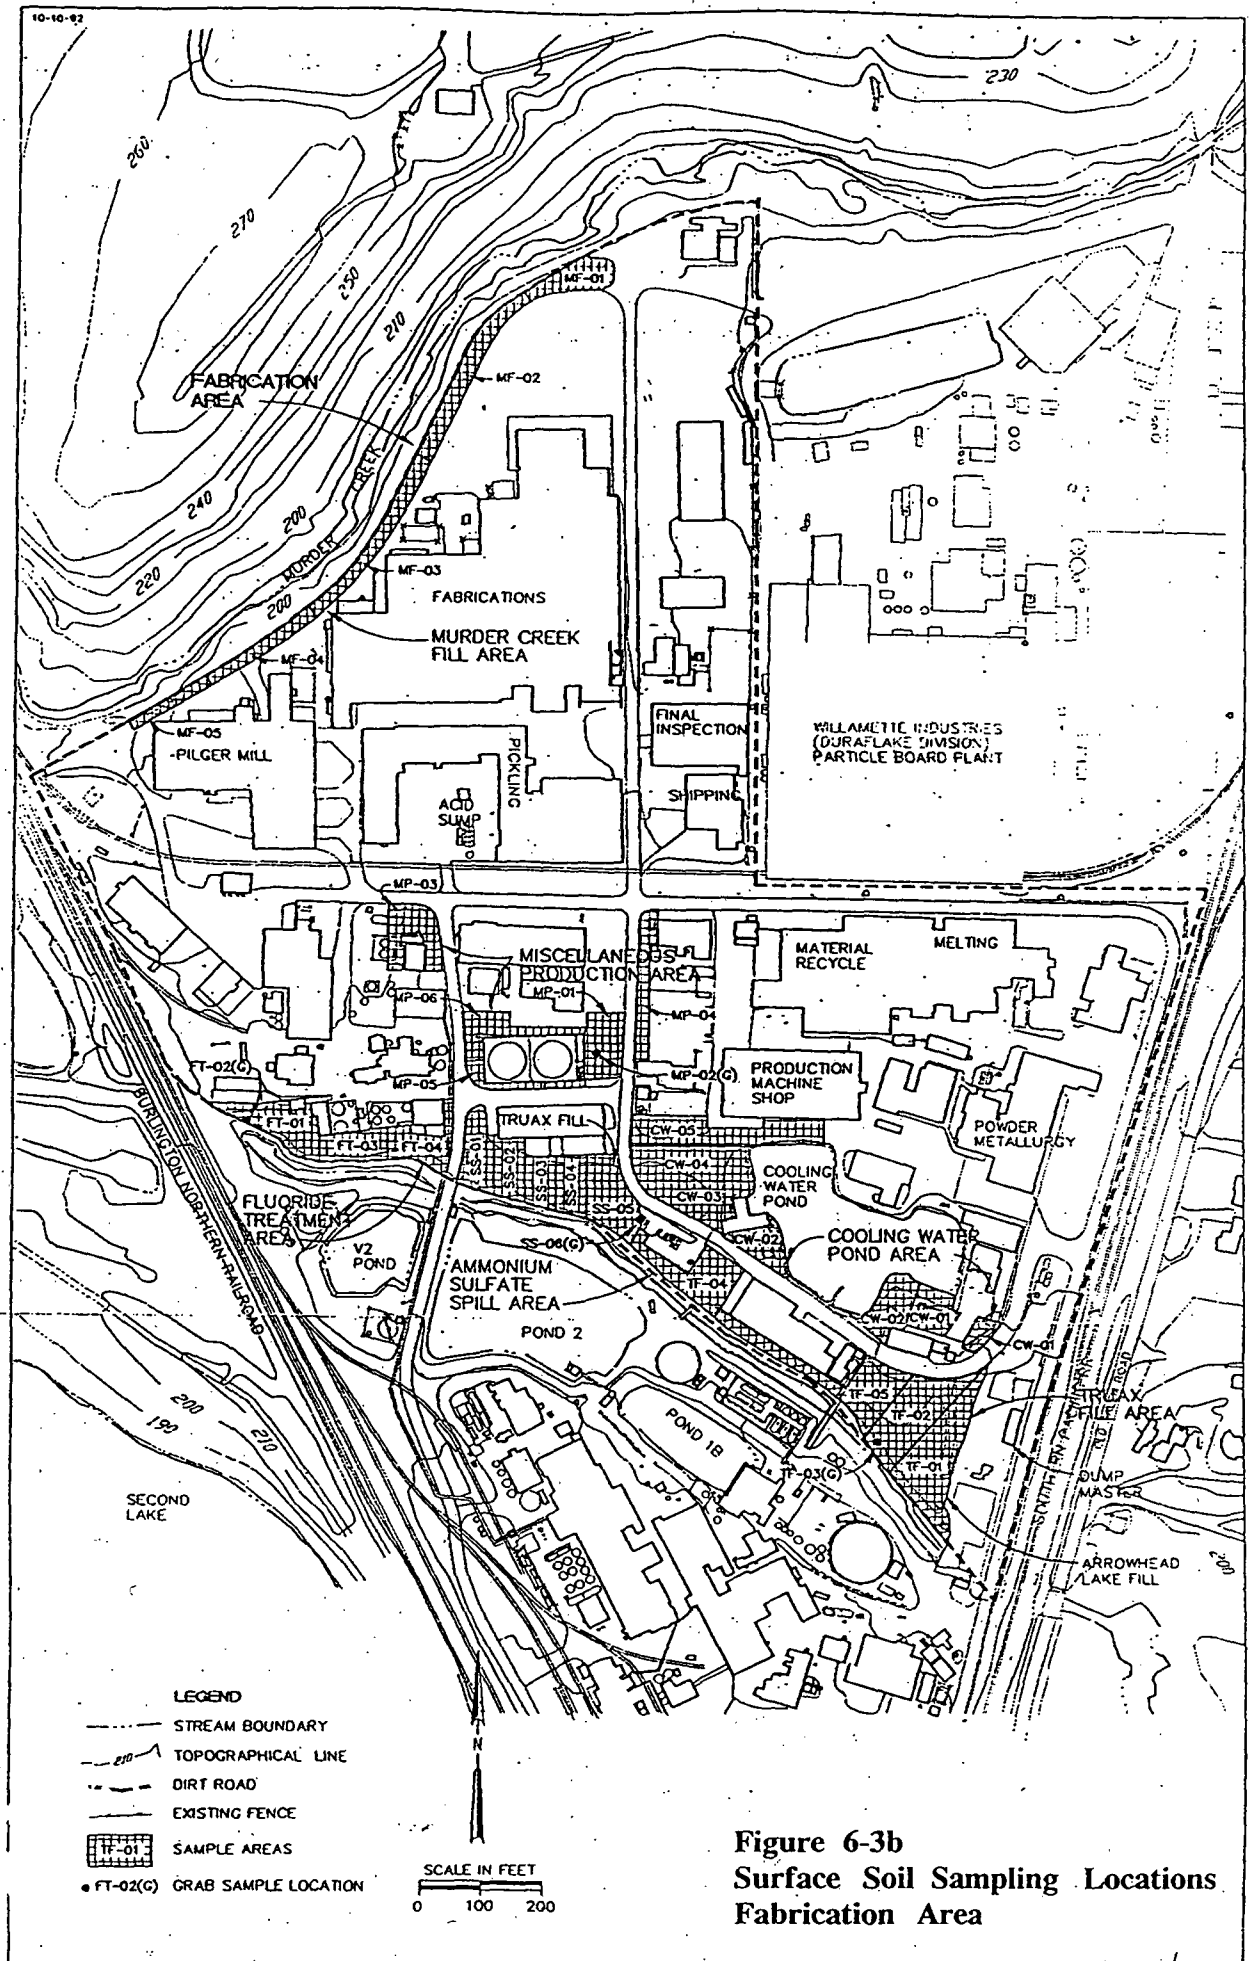 10-10-92
230
260
270
250
210
MF-01
MF-02
FABRICATION
AREA
CREEK
240
200
MURDER
220
200
MF-03
FABRICATIONS
MURDER CREEK
FILL AREA
MF-04
MF-05
PILGER MILL
PICKLING
ACID
SUMP
FINAL
INSPECTION
SHIPPING
WILLAMETTE INDUSTRIES
(DURAFLAKE DIVISION)
PARTICLE BOARD PLANT
MP-03
MISCELLANEOUS
PRODUCTION AREA
MP-06
MP-01
MP-04
MATERIAL
RECYCLE
MELTING
FT-02(G)
MP-05
MP-02(G)
PRODUCTION
MACHINE
SHOP
POWDER
METALLURGY
FT-01
FT-03
FT-04
TRUAX FILL
SS-01
SS-02
SS-03
SS-04
SS-05
SS-06(G)
CW-05
CW-04
CW-03
CW-02
COOLING
WATER
POND
COOLING WATER
POND AREA
BURLINGTON NORTHERN RAILROAD
FLUORIDE
TREATMENT
AREA
V2
POND
AMMONIUM
SULFATE
SPILL AREA
POND 2
TF-04
CW-02
CW-01
CW-01
TF-05
TF-02
TF-01
TRUAX
FILL AREA
POND 1B
TF-03(G)
DUMP
MASTER
ARROWHEAD
LAKE FILL
200
200
190
210
SECOND
LAKE
LEGEND
STREAM BOUNDARY
210
TOPOGRAPHICAL LINE
DIRT ROAD
EXISTING FENCE
TF-01
SAMPLE AREAS
FT-02(G) GRAB SAMPLE LOCATION
N
SCALE IN FEET
0 100 200
Figure 6-3b
Surface Soil Sampling Locations
Fabrication Area